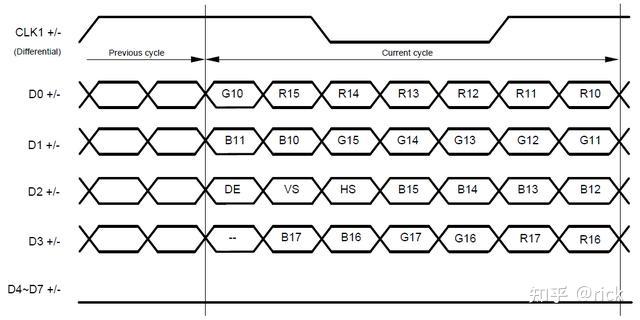 CLK1 +/-
(Differential)
Previous cycle
Current cycle
D0 +/- G10 R15 R14 R13 R12 R11 R10
D1 +/- B11 B10 G15 G14 G13 G12 G11
D2 +/- DE VS HS B15 B14 B13 B12
D3 +/- -- B17 B16 G17 G16 R17 R16
D4~D7 +/-
知乎 @rick